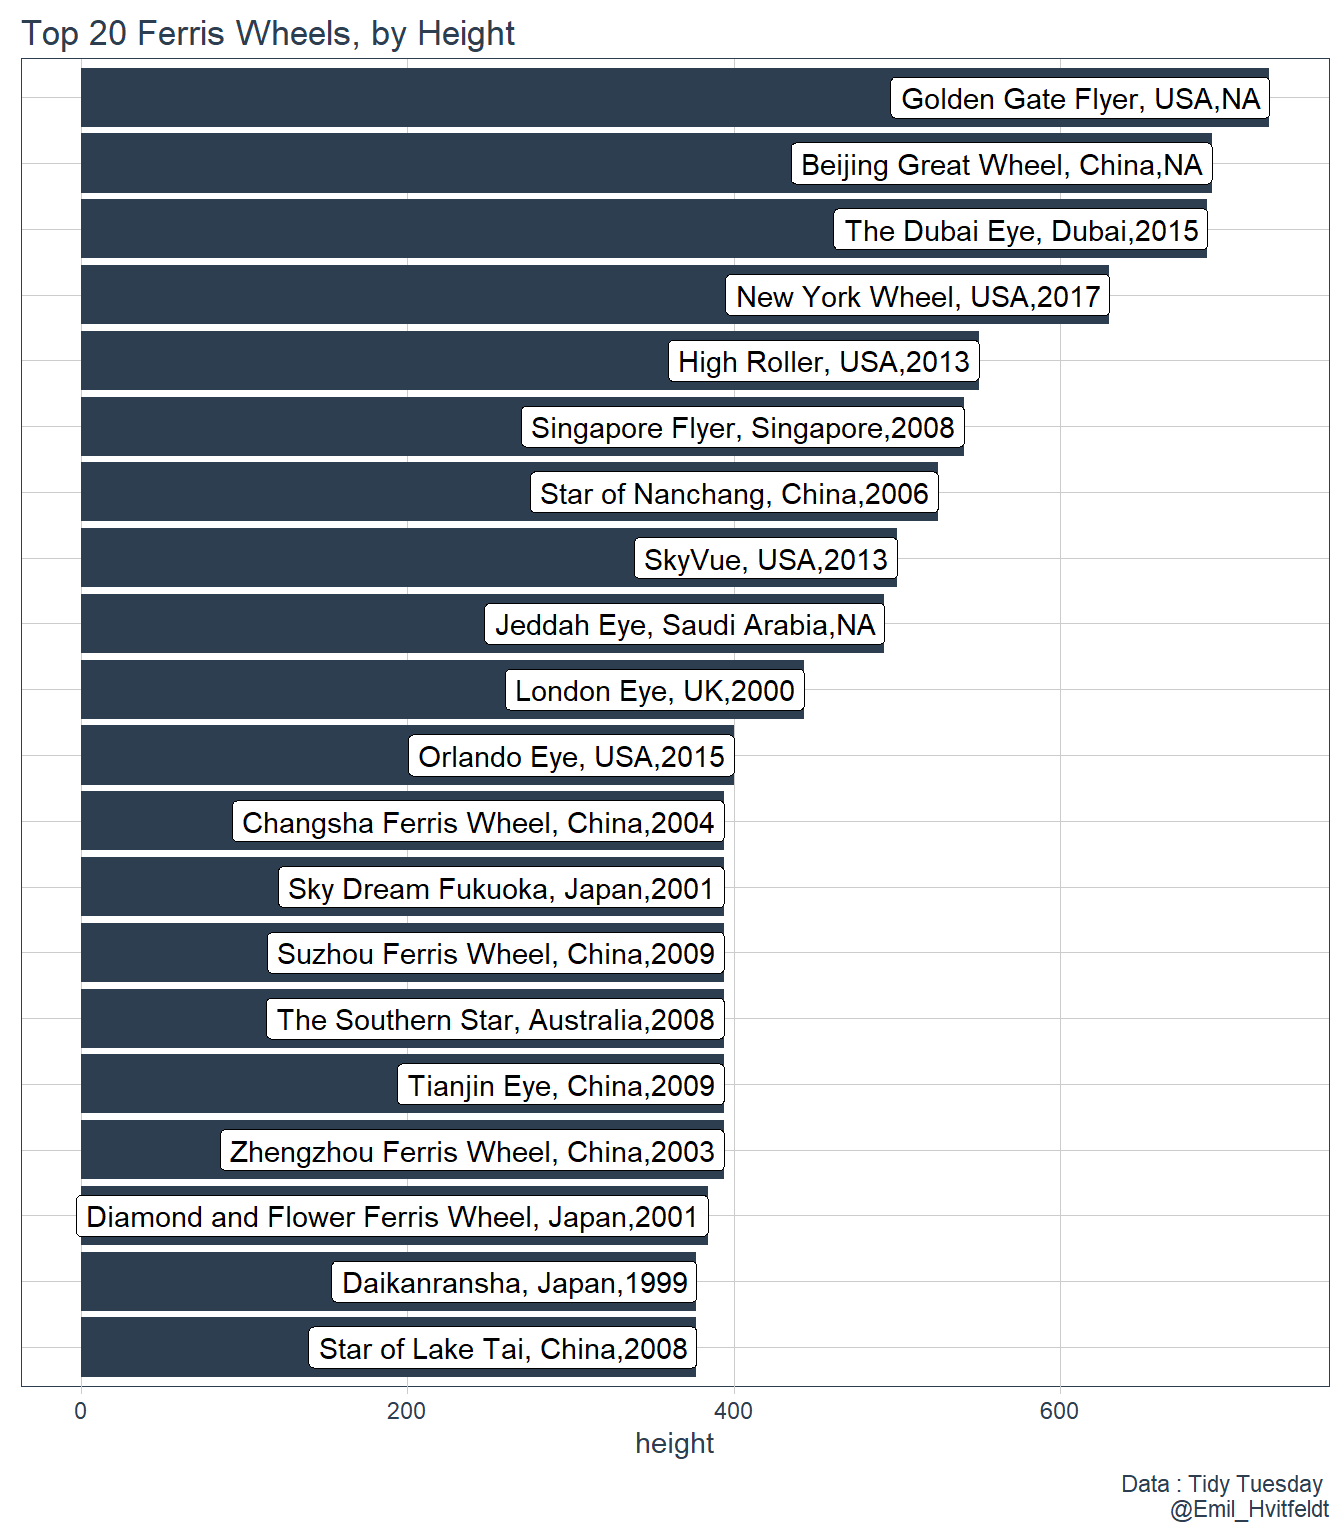 Top 20 Ferris Wheels, by Height
Golden Gate Flyer, USA,NA
Beijing Great Wheel, China,NA
The Dubai Eye, Dubai,2015
New York Wheel, USA,2017
High Roller, USA,2013
Singapore Flyer, Singapore,2008
Star of Nanchang, China,2006
SkyVue, USA,2013
Jeddah Eye, Saudi Arabia,NA
London Eye, UK,2000
Orlando Eye, USA,2015
Changsha Ferris Wheel, China,2004
Sky Dream Fukuoka, Japan,2001
Suzhou Ferris Wheel, China,2009
The Southern Star, Australia,2008
Tianjin Eye, China,2009
Zhengzhou Ferris Wheel, China,2003
Diamond and Flower Ferris Wheel, Japan,2001
Daikanransha, Japan,1999
Star of Lake Tai, China,2008
0 200 400 600
height
Data : Tidy Tuesday
@Emil_Hvitfeldt